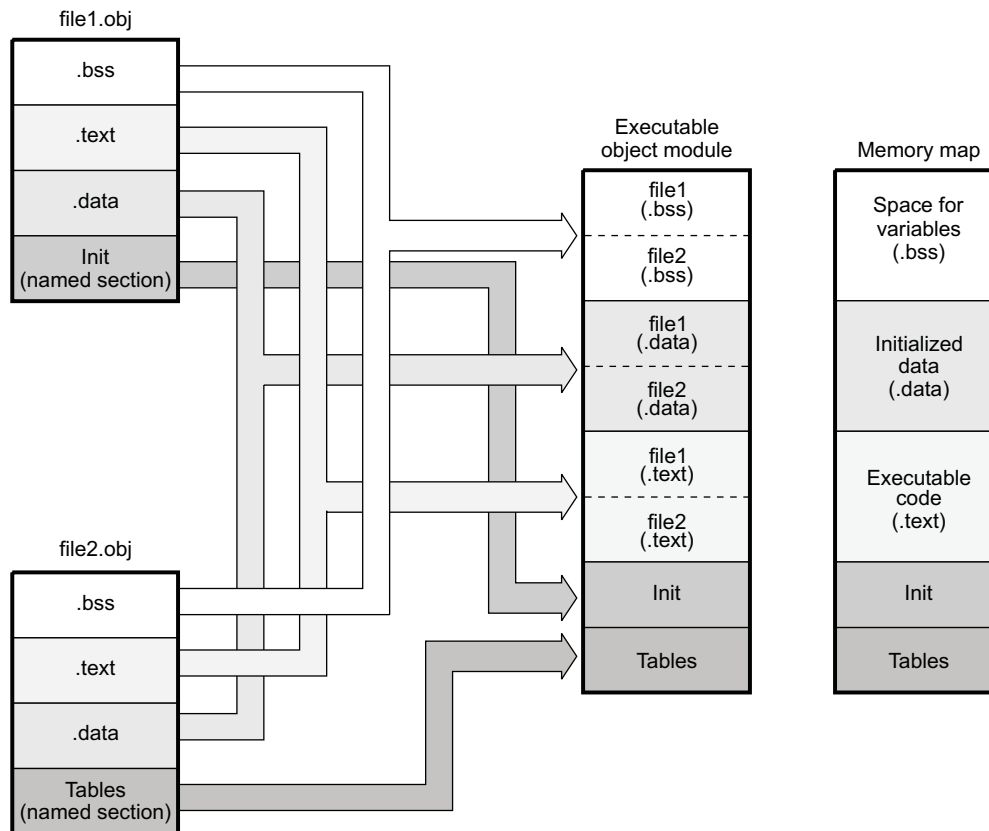 file1.obj
.bss
.text
.data
Init
(named section)
file2.obj
.bss
.text
.data
Tables
(named section)
Executable
object module
file1
(.bss)
file2
(.bss)
file1
(.data)
file2
(.data)
file1
(.text)
file2
(.text)
Init
Tables
Memory map
Space for
variables
(.bss)
Initialized
data
(.data)
Executable
code
(.text)
Init
Tables